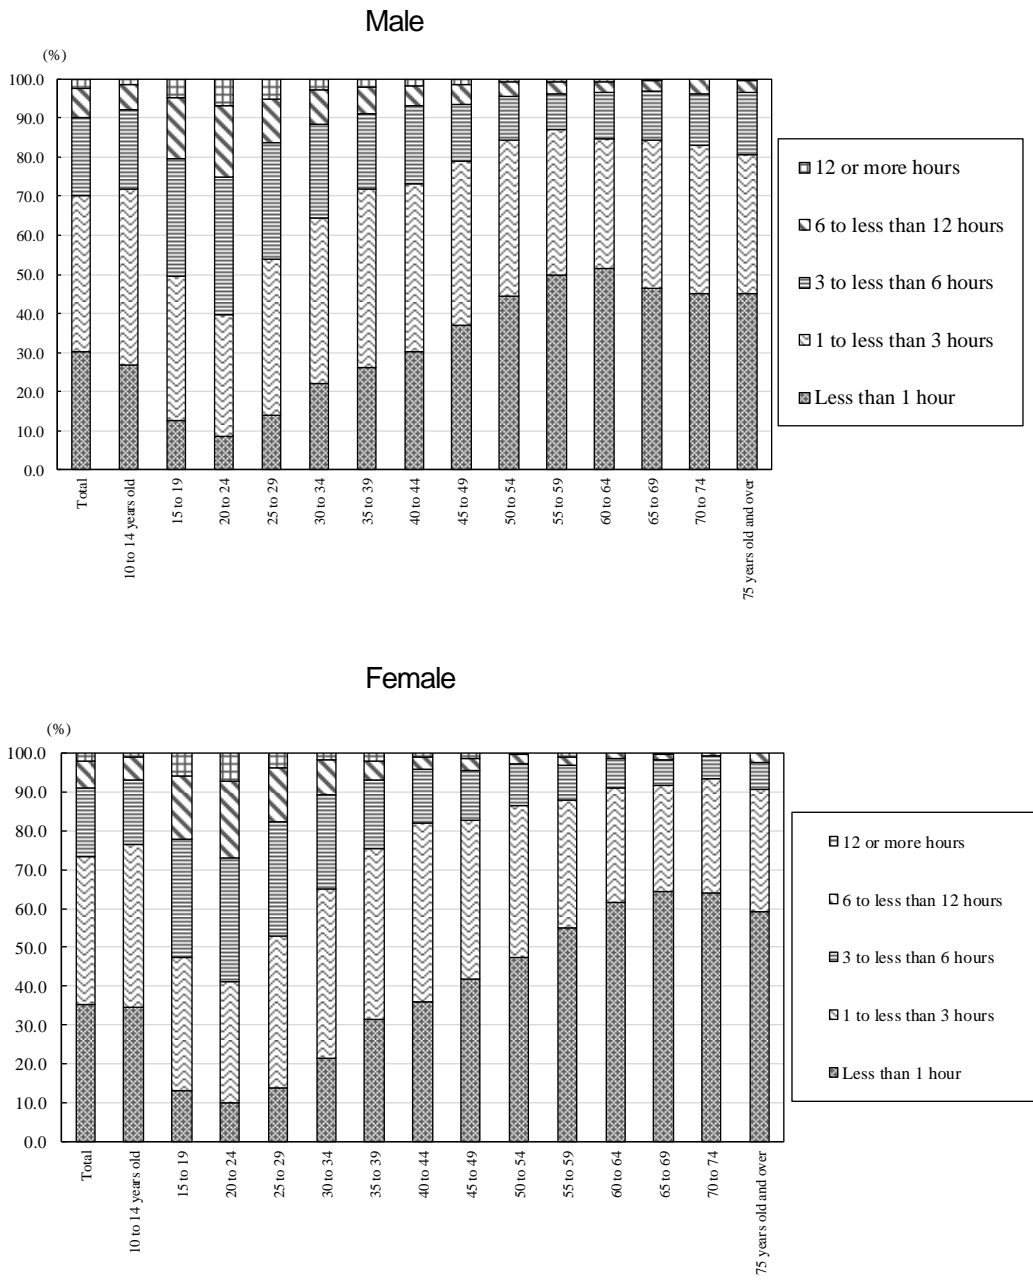 Male
(%)
100.0
90.0
80.0
70.0
60.0
50.0
40.0
30.0
20.0
10.0
0.0
Total
10 to 14 years old
15 to 19
20 to 24
25 to 29
30 to 34
35 to 39
40 to 44
45 to 49
50 to 54
55 to 59
60 to 64
65 to 69
70 to 74
75 years old and over
12 or more hours
6 to less than 12 hours
3 to less than 6 hours
1 to less than 3 hours
Less than 1 hour
Female
(%)
100.0
90.0
80.0
70.0
60.0
50.0
40.0
30.0
20.0
10.0
0.0
Total
10 to 14 years old
15 to 19
20 to 24
25 to 29
30 to 34
35 to 39
40 to 44
45 to 49
50 to 54
55 to 59
60 to 64
65 to 69
70 to 74
75 years old and over
12 or more hours
6 to less than 12 hours
3 to less than 6 hours
1 to less than 3 hours
Less than 1 hour